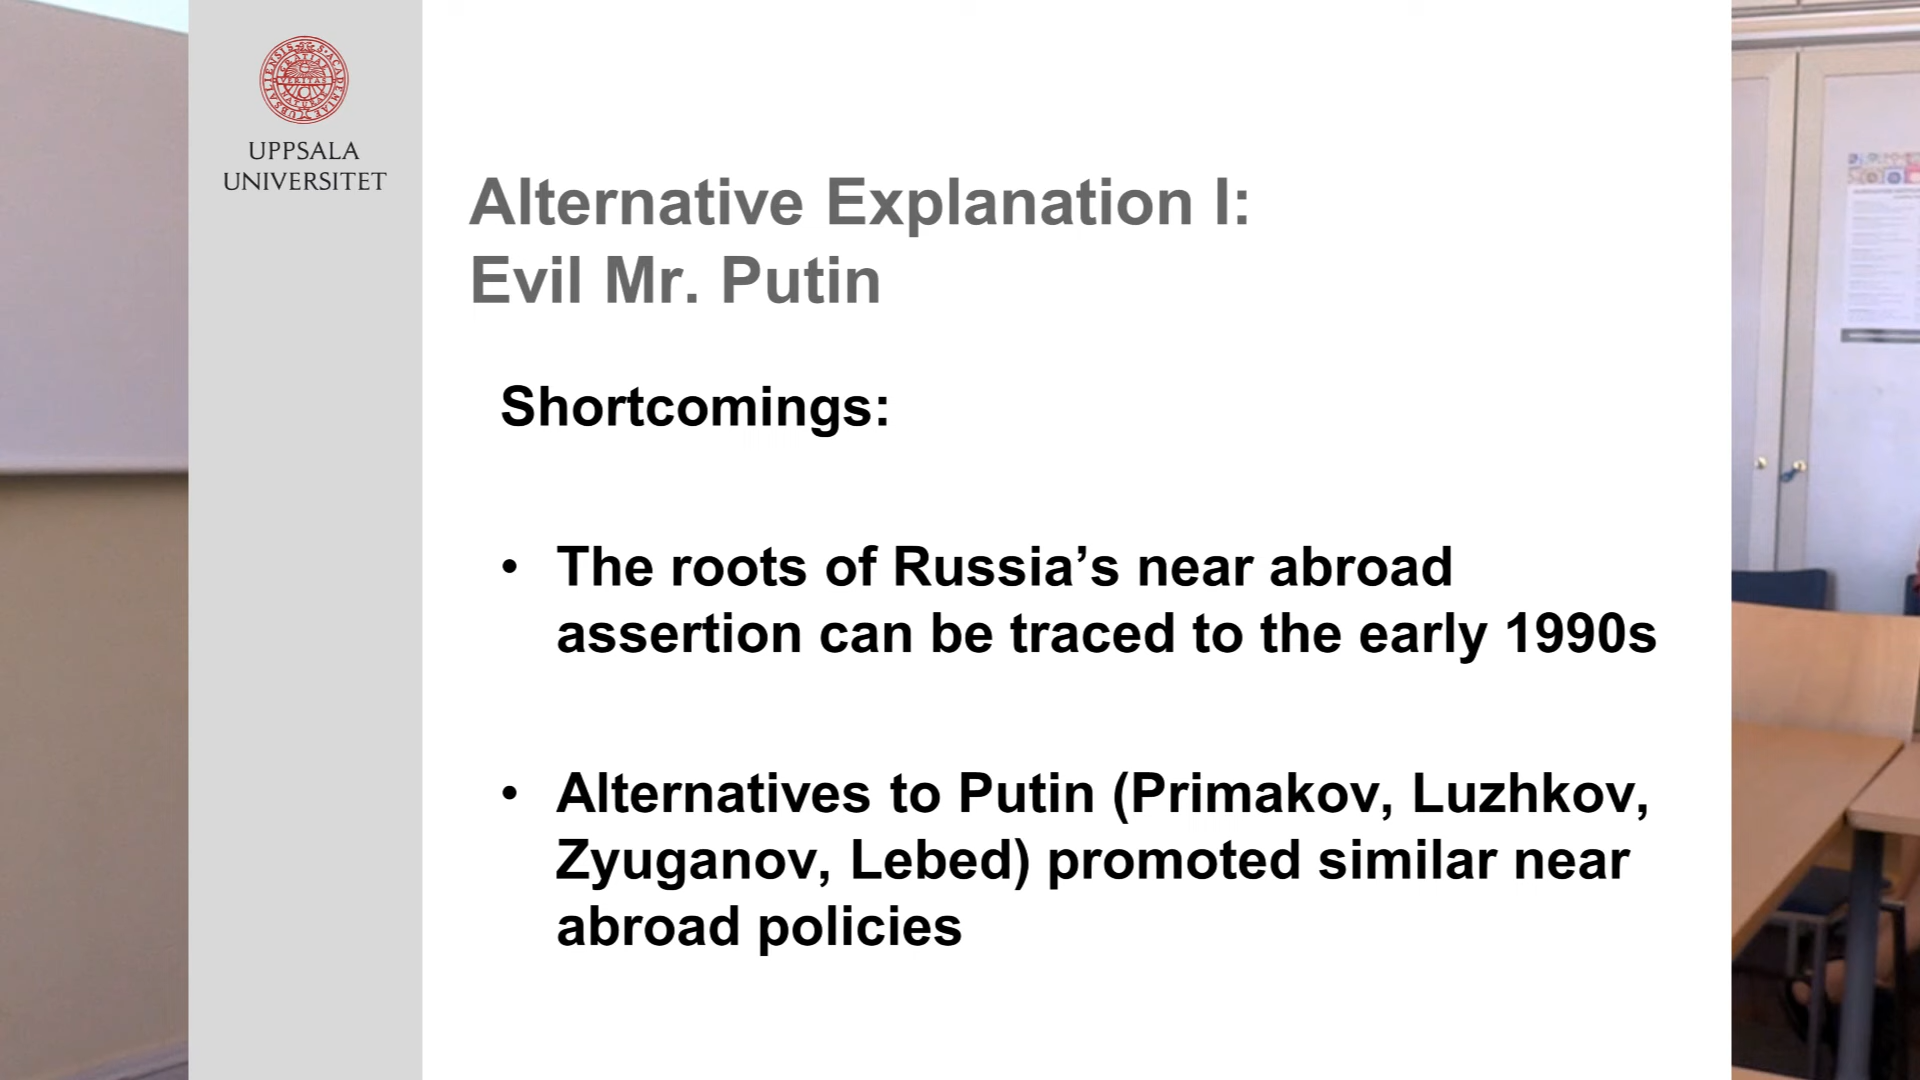 UPPSALA
UNIVERSITET
Alternative Explanation I:
Evil Mr. Putin
Shortcomings:
• The roots of Russia’s near abroad
assertion can be traced to the early 1990s
• Alternatives to Putin (Primakov, Luzhkov,
Zyuganov, Lebed) promoted similar near
abroad policies